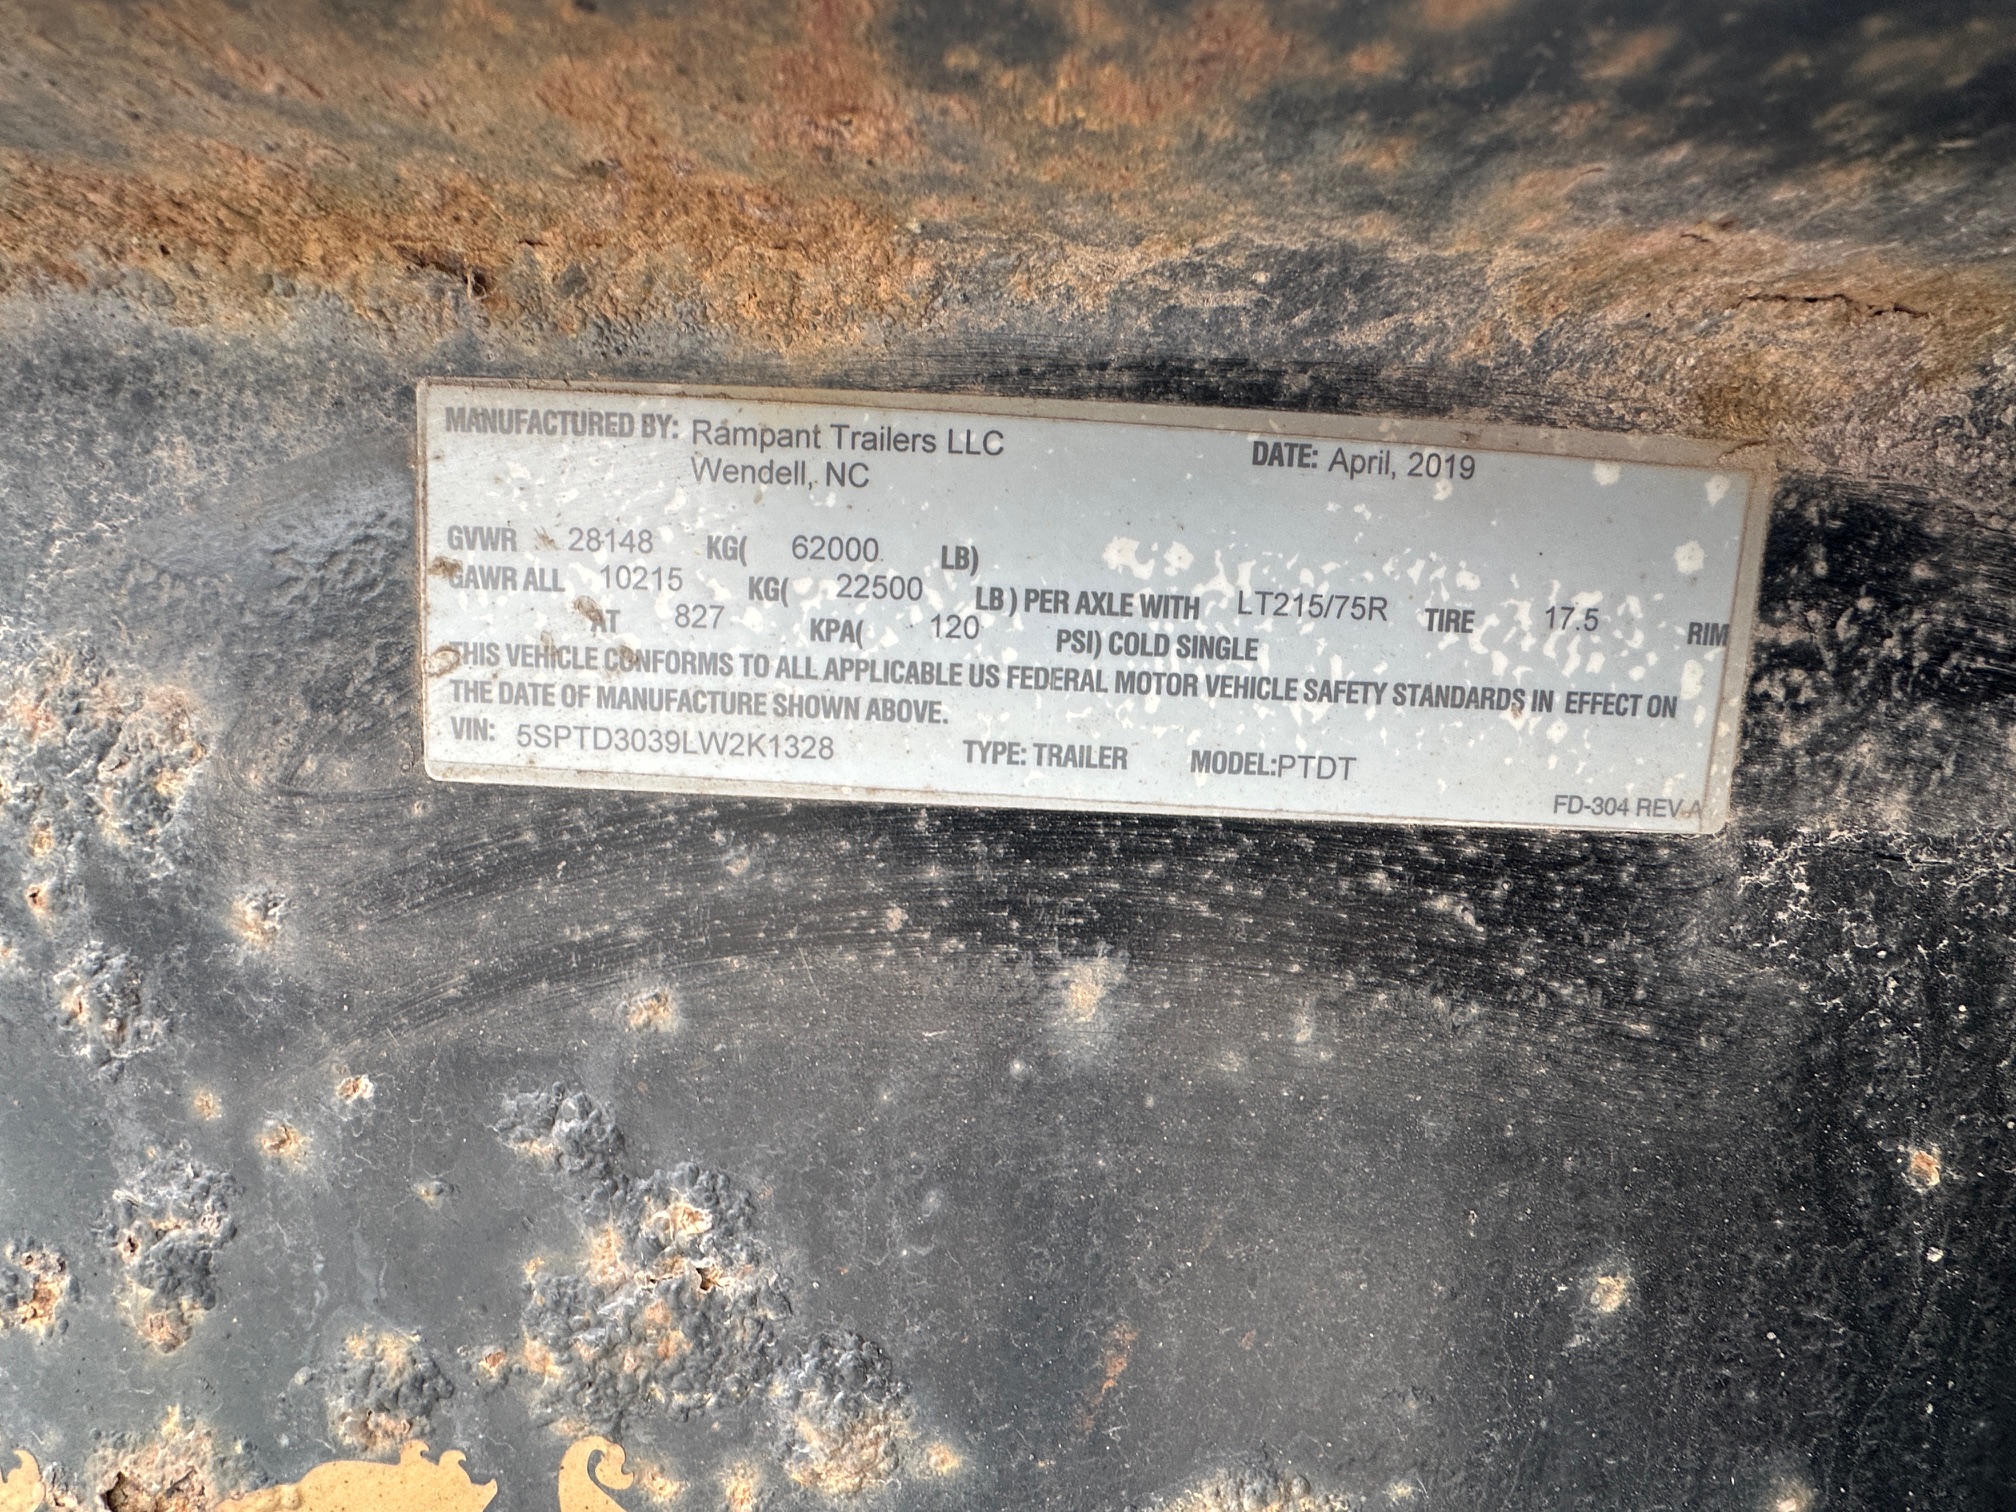 MANUFACTURED BY: Rampant Trailers LLC DATE: April, 2019
Wendell, NC
GVWR 28148 KG( 62000 LB)
GAWR ALL 10215 KG( 22500 LB ) PER AXLE WITH LT215/75R TIRE 17.5 RIM
AT 827 KPA( 120 PSI) COLD SINGLE
THIS VEHICLE CONFORMS TO ALL APPLICABLE US FEDERAL MOTOR VEHICLE SAFETY STANDARDS IN EFFECT ON
THE DATE OF MANUFACTURE SHOWN ABOVE.
VIN: 5SPTD3039LW2K1328 TYPE: TRAILER MODEL:PTDT
FD-304 REV A